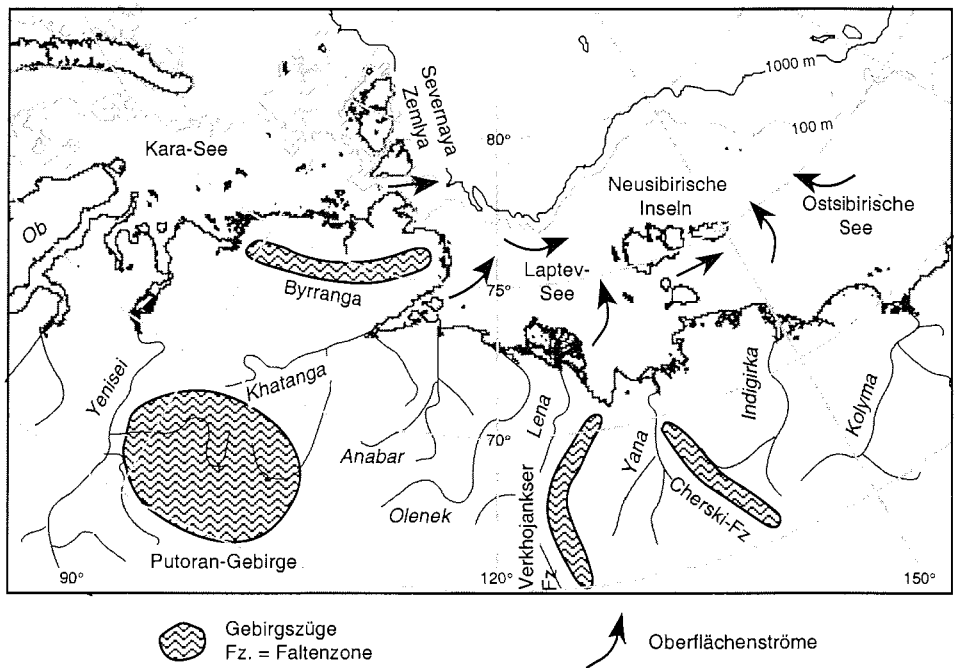 Severnaya
Zemlya
1000 m
100 m
80°
Kara-See
Neusibirische
Inseln
Ostsibirische
See
Ob
Laptev-
See
Byrranga
75°
Yenisei
Khatanga
Lena
Yana
Indigirka
Kolyma
70°
Anabar
Olenek
Cherski-Fz
Verkhojankser
Fz
Putoran-Gebirge
90°
120°
150°
Gebirgszüge
Fz. = Faltenzone
Oberflächenströme